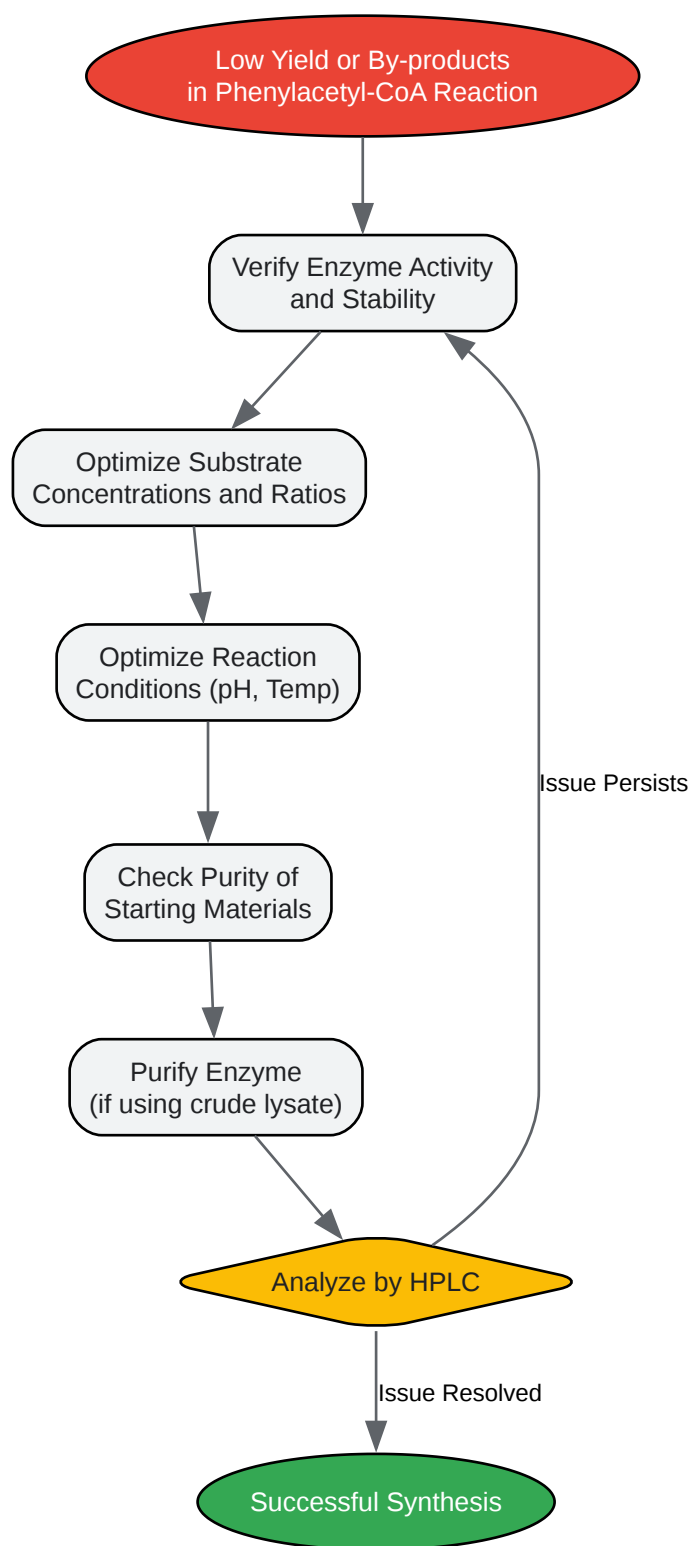 Low Yield or By-products
in Phenylacetyl-CoA Reaction
Verify Enzyme Activity
and Stability
Optimize Substrate
Concentrations and Ratios
Optimize Reaction
Conditions (pH, Temp)
Issue Persists
Check Purity of
Starting Materials
Purify Enzyme
(if using crude lysate)
Analyze by HPLC
Issue Resolved
Successful Synthesis